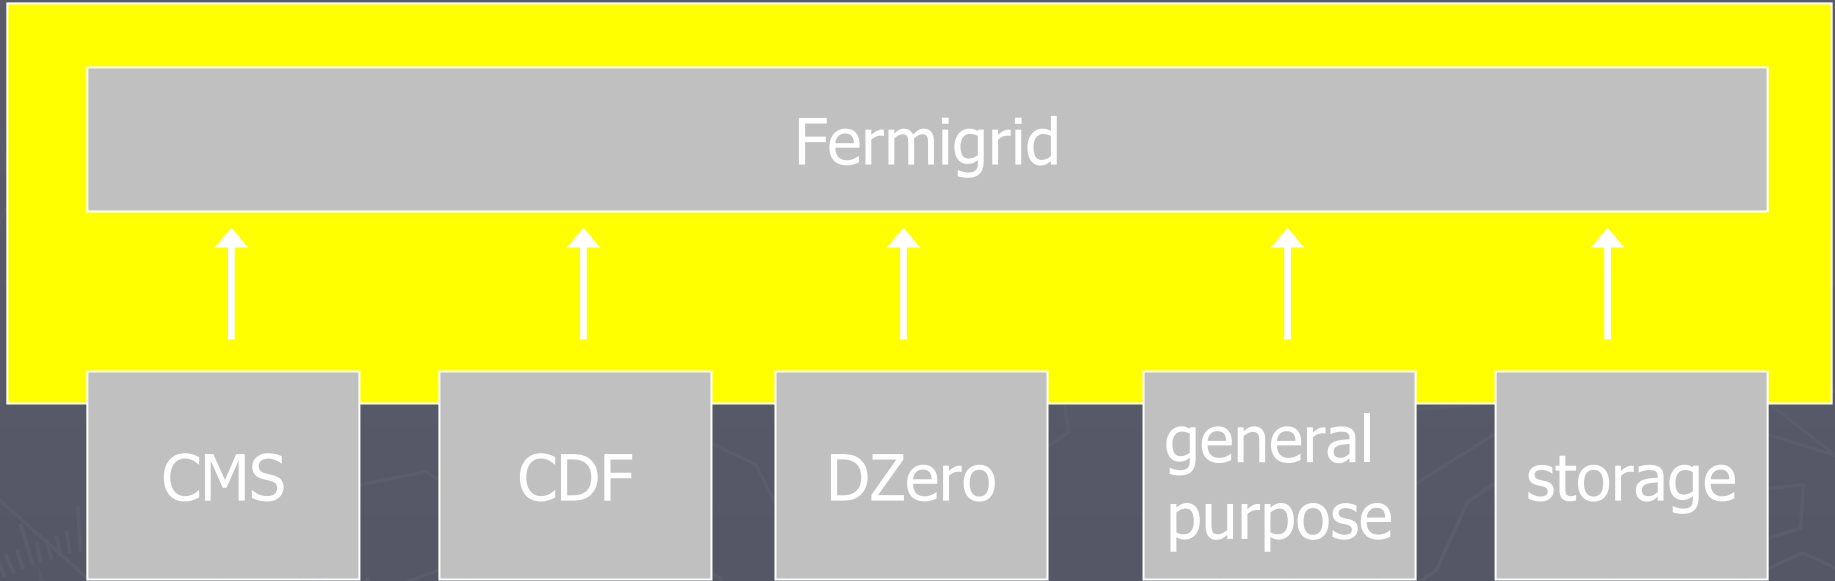 Fermigrid
CMS
CDF
DZero
general
purpose
storage